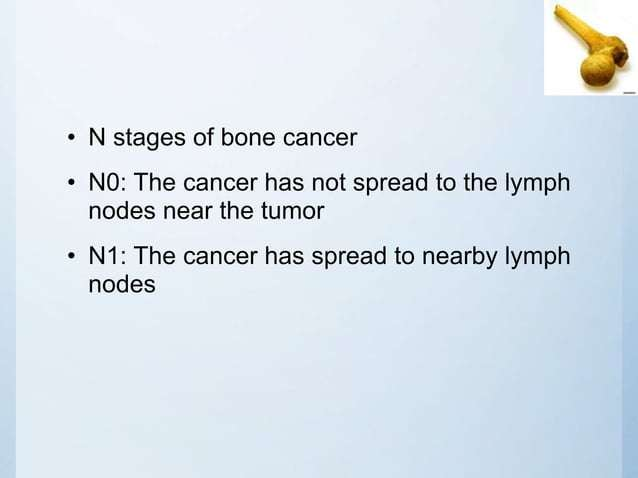 • N stages of bone cancer
• N0: The cancer has not spread to the lymph
nodes near the tumor
• N1: The cancer has spread to nearby lymph
nodes